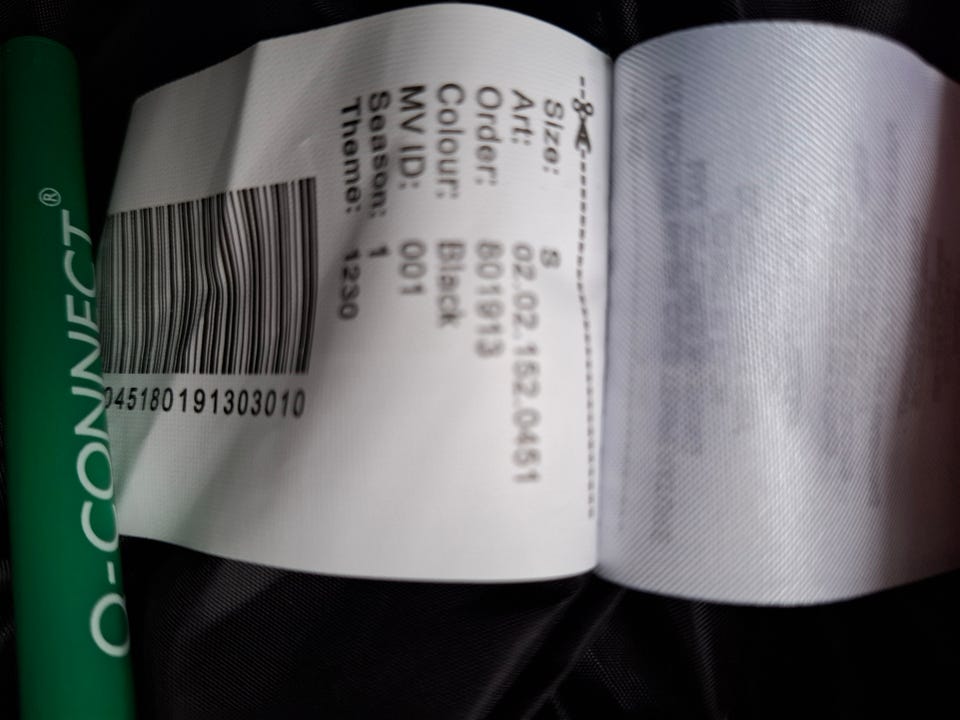 Size: S
Art: 02.02.152.0451
Order: 801913
Colour: Black
MV ID: 001
Season: 1
Theme: 1230
045180191303010
Q-CONNECT®